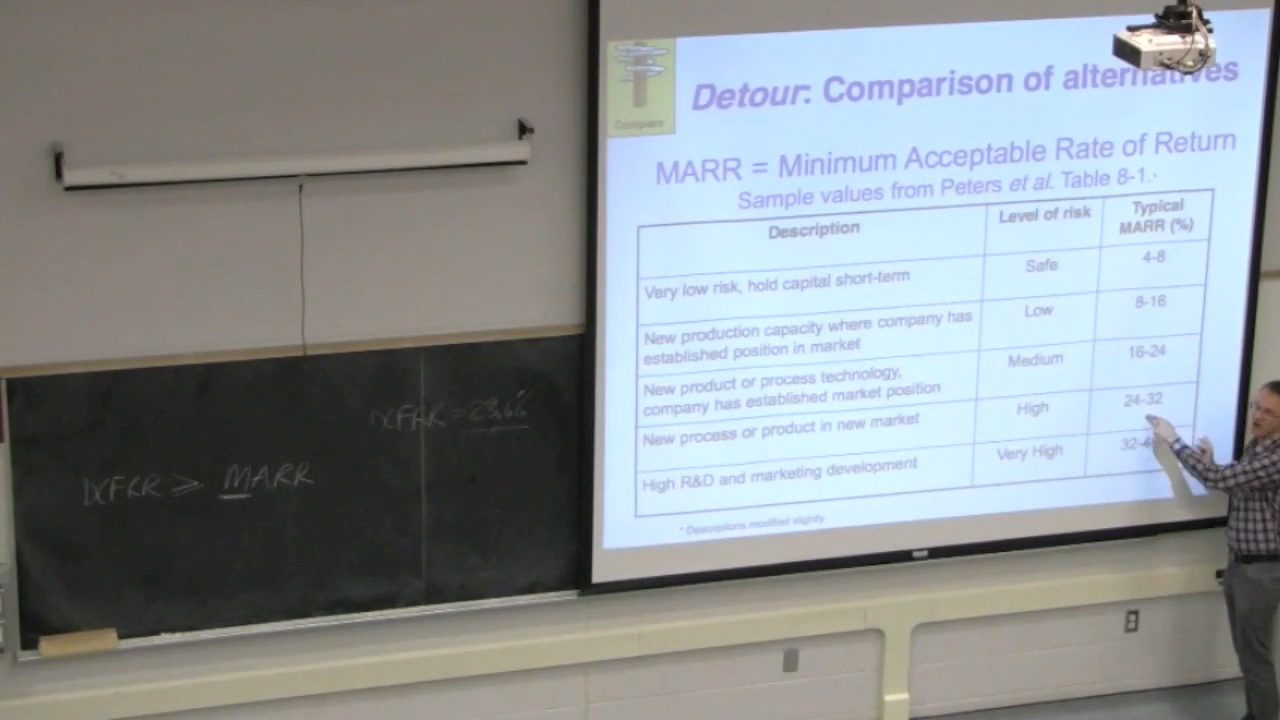 Compare
Detour: Comparison of alternatives
MARR = Minimum Acceptable Rate of Return
Sample values from Peters et al. Table 8-1.*
Description Level of risk Typical MARR (%)
Very low risk, hold capital short-term Safe 4-8
New production capacity where company has
established position in market Low 8-16
New product or process technology,
company has established market position Medium 16-24
New process or product in new market High 24-32
High R&D and marketing development Very High
* Descriptions modified slightly
DCFRR = 23,6%
DCFRR ≥ MARR